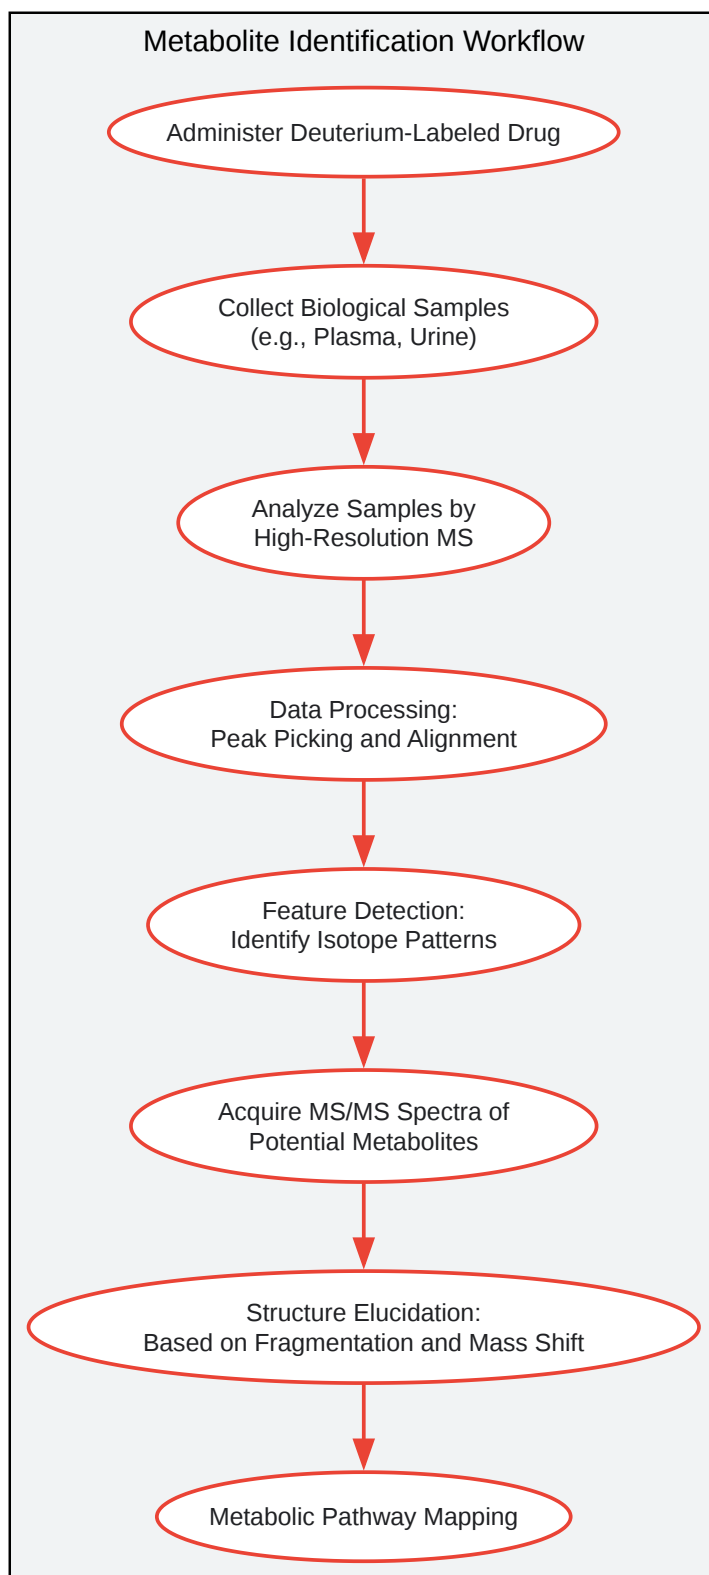 Metabolite Identification Workflow
Administer Deuterium-Labeled Drug
Collect Biological Samples
(e.g., Plasma, Urine)
Analyze Samples by
High-Resolution MS
Data Processing:
Peak Picking and Alignment
Feature Detection:
Identify Isotope Patterns
Acquire MS/MS Spectra of
Potential Metabolites
Structure Elucidation:
Based on Fragmentation and Mass Shift
Metabolic Pathway Mapping